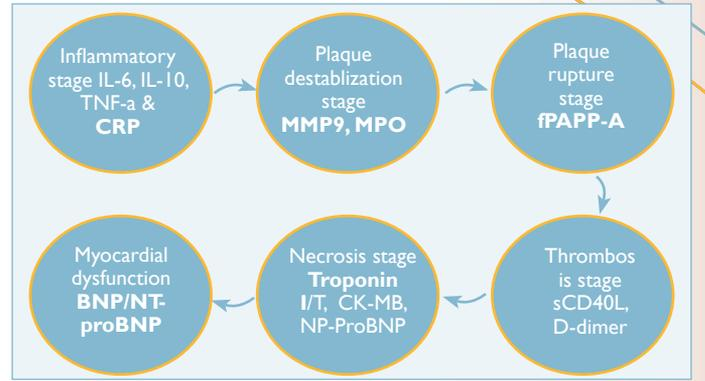 Inflammatory
stage IL-6, IL-10,
TNF-a &
CRP
Plaque
destablization
stage
MMP9, MPO
Plaque
rupture
stage
fPAPP-A
Thrombos
is stage
sCD40L,
D-dimer
Necrosis stage
Troponin
I/T, CK-MB,
NP-ProBNP
Myocardial
dysfunction
BNP/NT-
proBNP